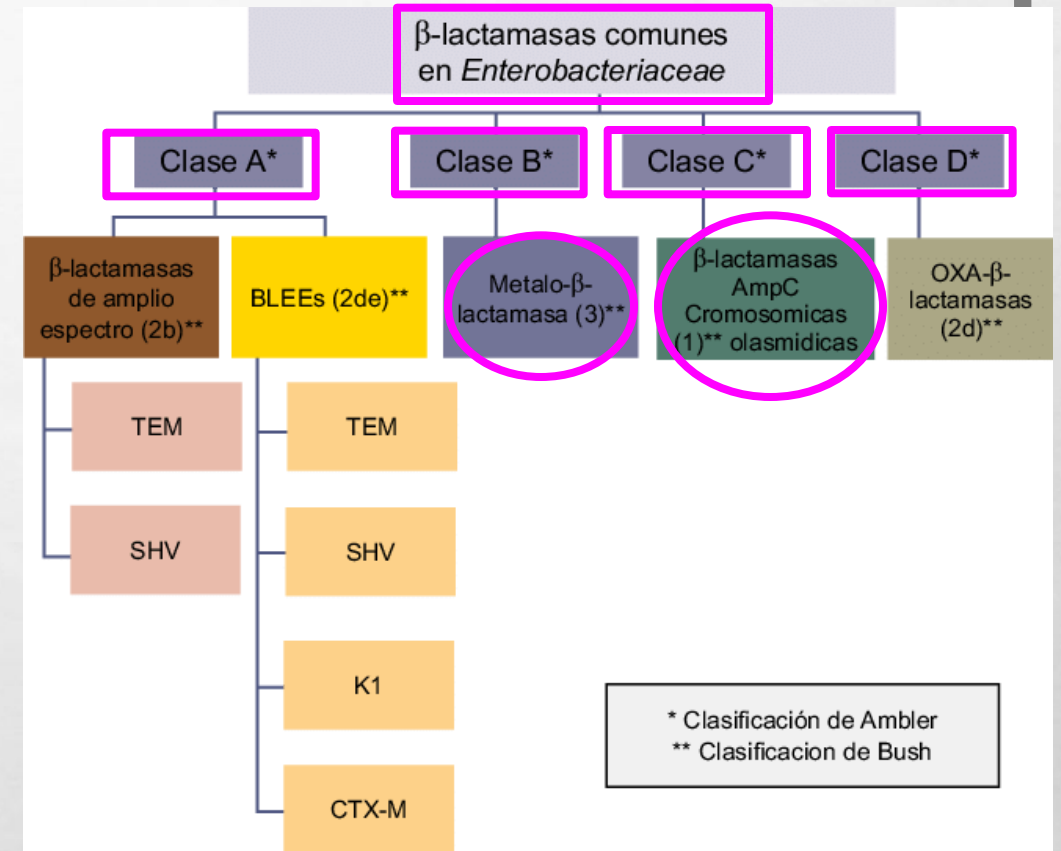 β-lactamasas comunes
en Enterobacteriaceae
Clase A*
Clase B*
Clase C*
Clase D*
β-lactamasas
de amplio
espectro (2b)**
BLEEs (2de)**
Metalo-β-
lactamasa (3)**
β-lactamasas
AmpC
Cromosomicas
(1)** olasmidicas
OXA-β-
lactamasas
(2d)**
TEM
SHV
TEM
SHV
K1
CTX-M
* Clasificación de Ambler
** Clasificacion de Bush